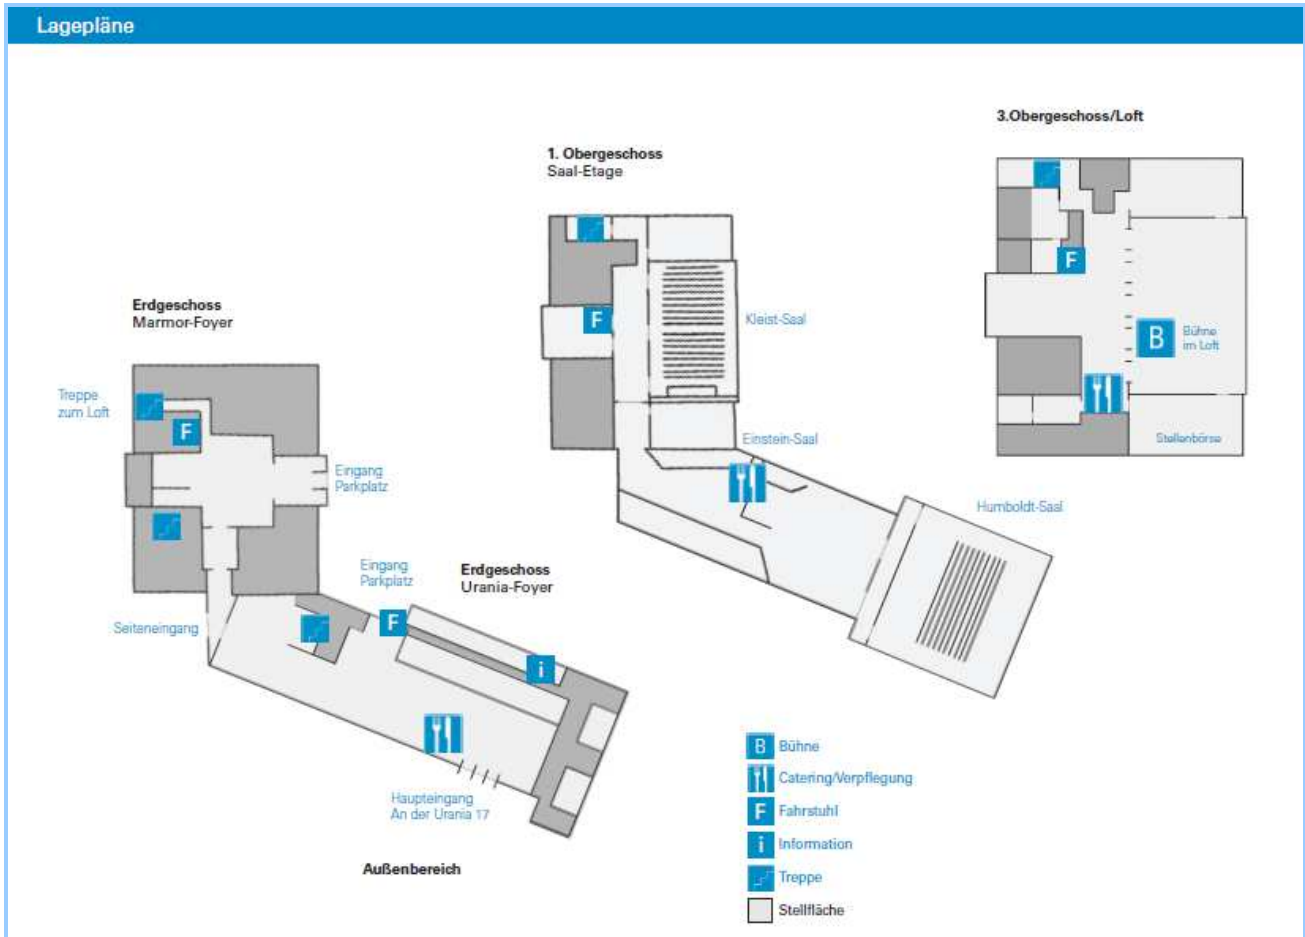 Lagepläne
3.Obergeschoss/Loft
1. Obergeschoss
Saal-Etage
F
B
Bühne
im Loft
Stellenbörse
F
Kleist-Saal
Einstein-Saal
Humboldt-Saal
Erdgeschoss
Marmor-Foyer
Treppe
zum Loft
F
Eingang
Parkplatz
Seiteneingang
Eingang
Parkplatz
Erdgeschoss
Urania-Foyer
F
i
Haupteingang
An der Urania 17
Außenbereich
B Bühne
Catering/Verpflegung
F Fahrstuhl
i Information
Treppe
Stellfläche